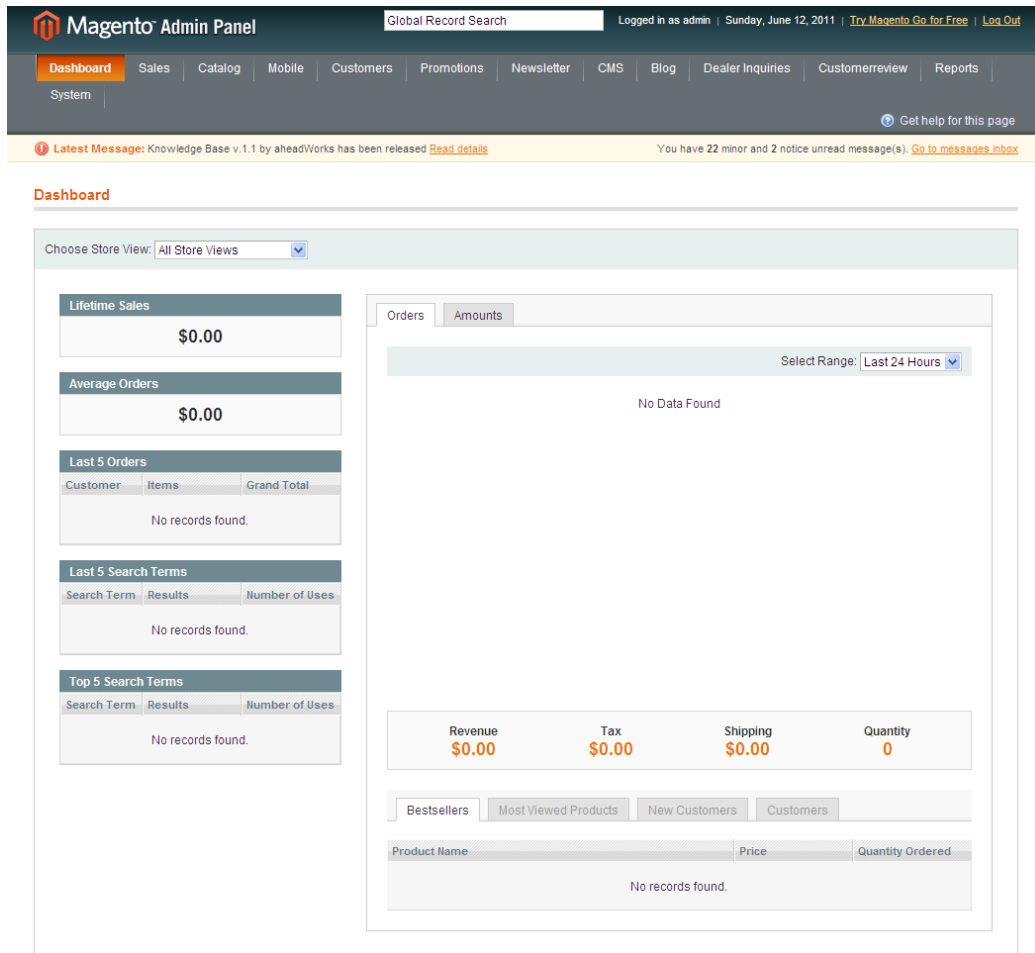 Magento Admin Panel
Global Record Search
Logged in as admin | Sunday, June 12, 2011 | Try Magento Go for Free | Log Out
Dashboard Sales Catalog Mobile Customers Promotions Newsletter CMS Blog Dealer Inquiries Customerreview Reports
System
Get help for this page
Latest Message: Knowledge Base v.1.1 by aheadWorks has been released Read details
You have 22 minor and 2 notice unread message(s). Go to messages inbox
Dashboard
Choose Store View: All Store Views
Lifetime Sales
$0.00
Average Orders
$0.00
Last 5 Orders
Customer Items Grand Total
No records found.
Last 5 Search Terms
Search Term Results Number of Uses
No records found.
Top 5 Search Terms
Search Term Results Number of Uses
No records found.
Orders Amounts
Select Range: Last 24 Hours
No Data Found
Revenue Tax Shipping Quantity
$0.00 $0.00 $0.00 0
Bestsellers Most Viewed Products New Customers Customers
Product Name Price Quantity Ordered
No records found.